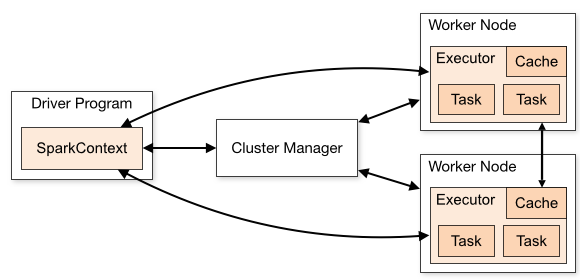 Driver Program
SparkContext
Cluster Manager
Worker Node
Executor
Cache
Task
Task
Worker Node
Executor
Cache
Task
Task